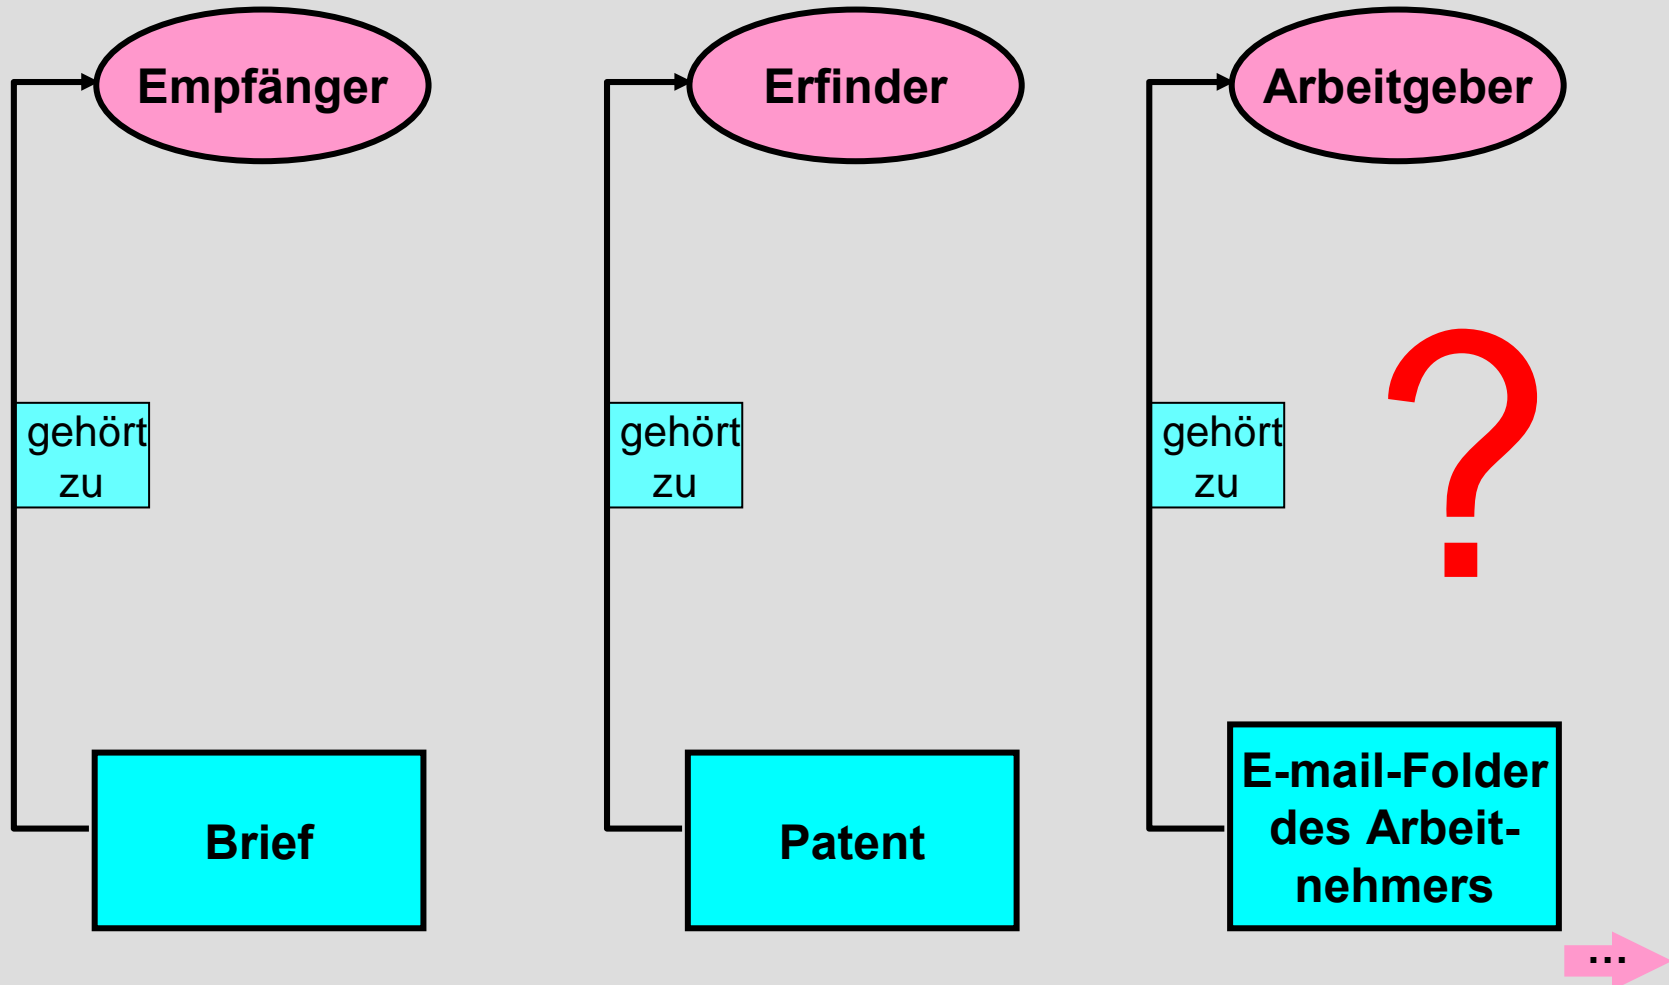 Empfänger
Erfinder
Arbeitgeber
gehört
zu
gehört
zu
gehört
zu
?
Brief
Patent
E-mail-Folder
des Arbeit-
nehmers
...